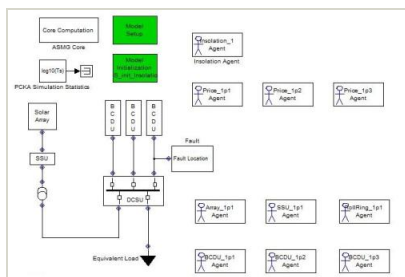 Core Computation
ASMG Core
Model
Setup
Model
Initialization
log10(Ts)
PCKA Simulation Statistics
Insolation_1
Agent
Insolation Agent
Price_1p1
Agent
Price_1p2
Agent
Price_1p3
Agent
Solar
Array
SSU
B
C
D
U
B
C
D
U
B
C
D
U
Fault
Fault Location
DCSU
Equivalent Load
Array_1p1
Agent
SSU_1p1
Agent
Agent
BCDU_1p1
Agent
BCDU_1p2
Agent
BCDU_1p3
Agent